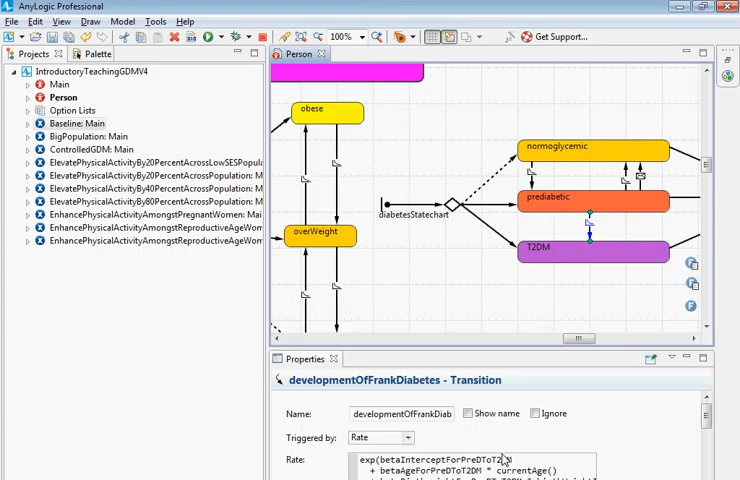 AnyLogic Professional
File Edit View Draw Model Tools Help
100% Get Support...
Projects Palette
IntroductoryTeachingGDMV4
Main
Person
Option Lists
Baseline: Main
BigPopulation: Main
ControlledGDM: Main
ElevatePhysicalActivityBy20PercentAcrossLowSESPopula
ElevatePhysicalActivityBy20PercentAcrossPopulation: M
ElevatePhysicalActivityBy40PercentAcrossPopulation: M
ElevatePhysicalActivityBy80PercentAcrossPopulation: M
EnhancePhysicalActivityAmongstPregnantWomen: Mai
EnhancePhysicalActivityAmongstReproductiveAgeWom
EnhancePhysicalActivityAmongstReproductiveAgeWom
Person
obese
overWeight
diabetesStatechart
normoglycemic
prediabetic
T2DM
Properties
developmentOfFrankDiabetes - Transition
Name: developmentOfFrankDiab Show name Ignore
Triggered by: Rate
Rate: exp(betaInterceptForPreDToT2DM
+ betaAgeForPreDToT2DM * currentAge()